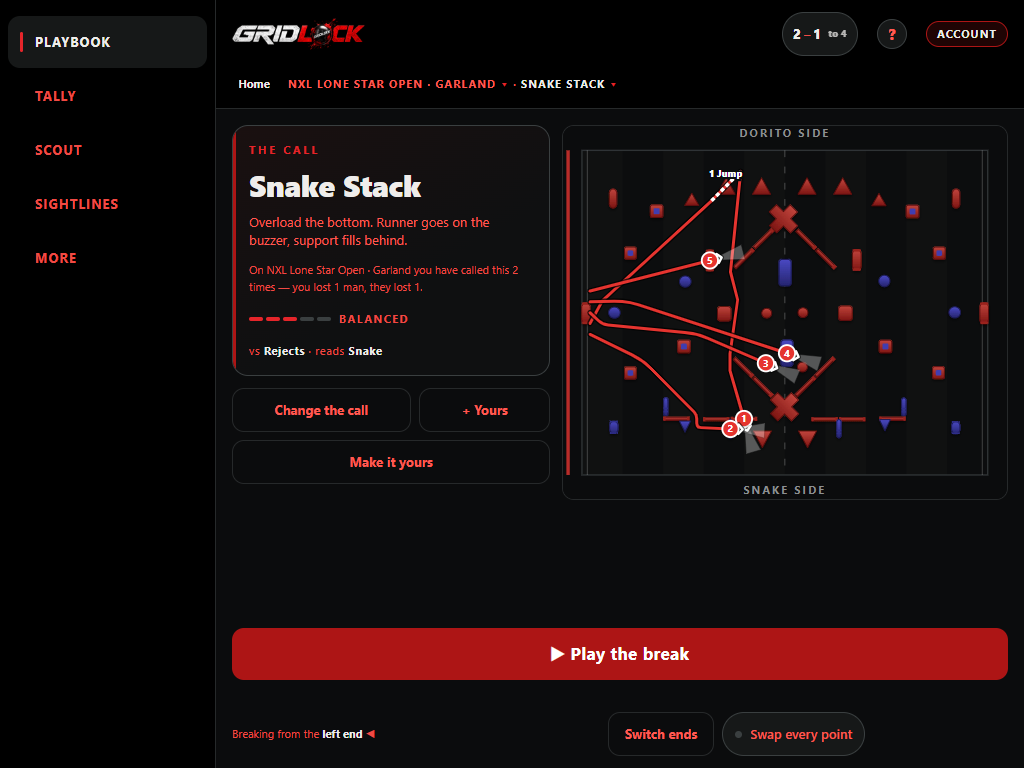 PLAYBOOK
TALLY
SCOUT
SIGHTLINES
MORE
GRIDLOCK
2 – 1 to 4
?
ACCOUNT
Home
NXL LONE STAR OPEN · GARLAND ▾ · SNAKE STACK ▾
THE CALL
Snake Stack
Overload the bottom. Runner goes on the
buzzer, support fills behind.
On NXL Lone Star Open · Garland you have called this 2
times — you lost 1 man, they lost 1.
BALANCED
vs Rejects · reads Snake
Change the call
+ Yours
Make it yours
DORITO SIDE
1 Jump
5
4
3
1
2
SNAKE SIDE
▶ Play the break
Breaking from the left end ◀
Switch ends
Swap every point